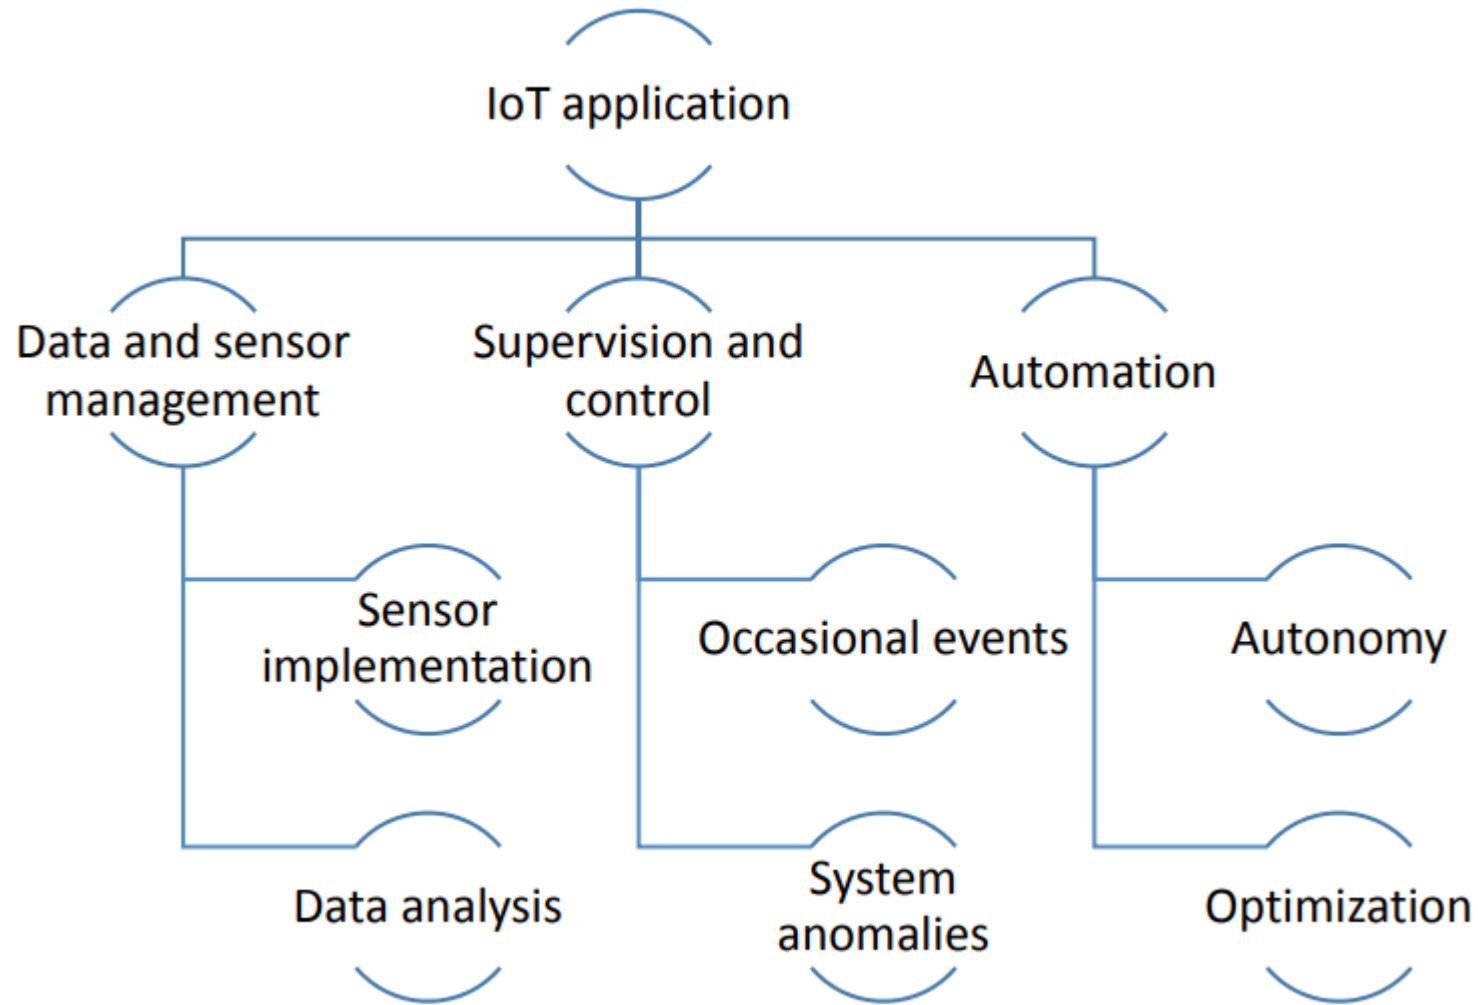 IoT application
Data and sensor
management
Supervision and
control
Automation
Sensor
implementation
Occasional events
Autonomy
Data analysis
System
anomalies
Optimization